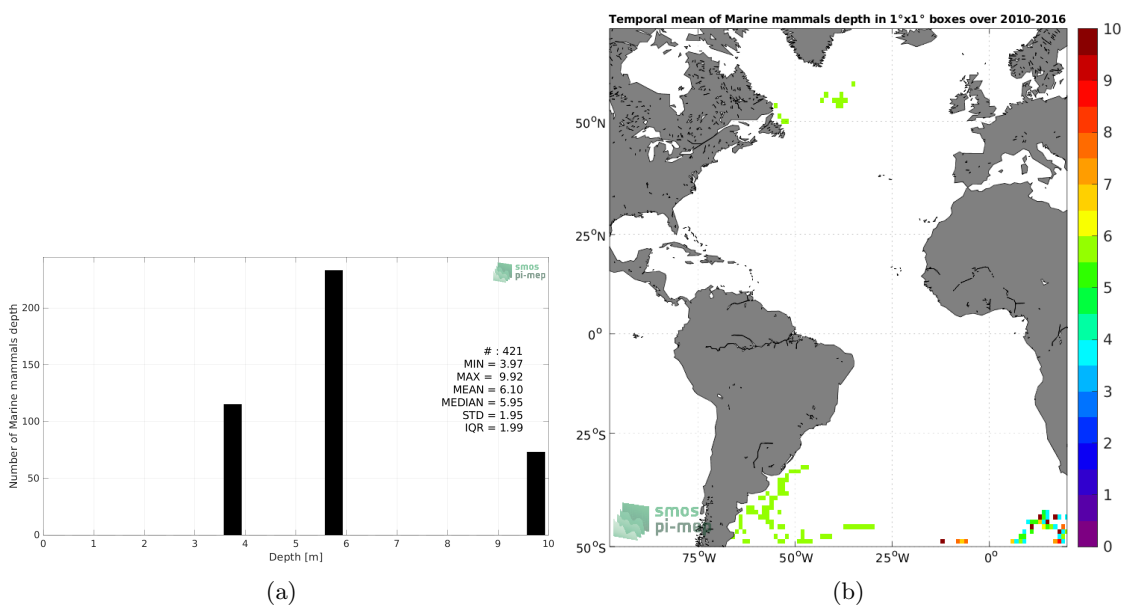 Temporal mean of Marine mammals depth in 1°x1° boxes over 2010-2016
smos
pi-mep
Number of Marine mammals depth
200
150
100
50
0
# : 421
MIN = 3.97
MAX = 9.92
MEAN = 6.10
MEDIAN = 5.95
STD = 1.95
IQR = 1.99
0 1 2 3 4 5 6 7 8 9 10
Depth [m]
(a)
50°N
25°N
0°
25°S
50°S
smos
pi-mep
75°W 50°W 25°W 0°
10
9
8
7
6
5
4
3
2
1
0
(b)